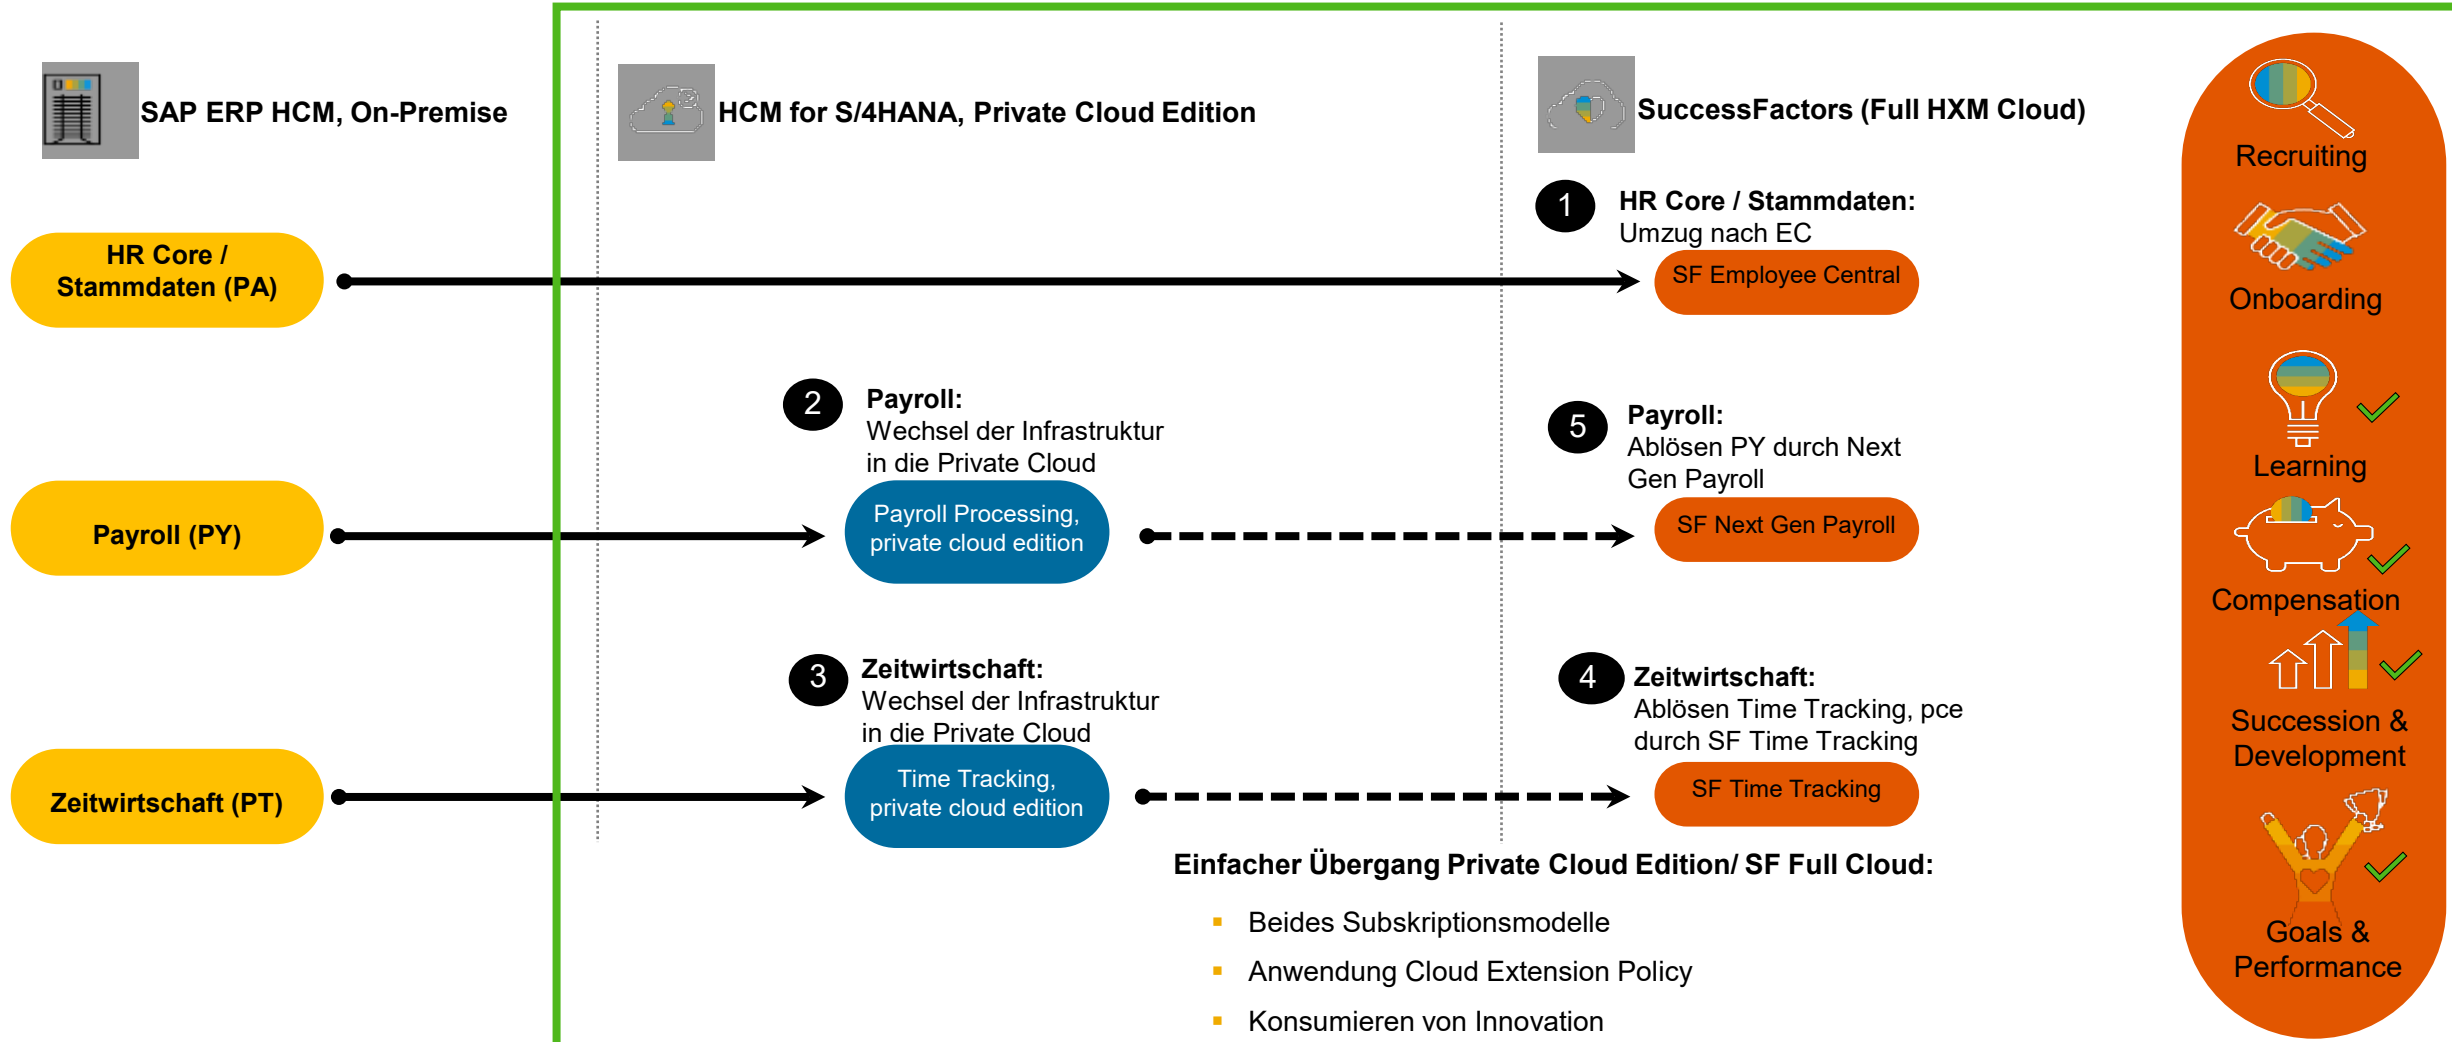 SAP ERP HCM, On-Premise
HCM for S/4HANA, Private Cloud Edition
SuccessFactors (Full HXM Cloud)
HR Core /
Stammdaten (PA)
1
HR Core / Stammdaten:
Umzug nach EC
SF Employee Central
Payroll (PY)
2
Payroll:
Wechsel der Infrastruktur
in die Private Cloud
Payroll Processing,
private cloud edition
5
Payroll:
Ablösen PY durch Next
Gen Payroll
SF Next Gen Payroll
Zeitwirtschaft (PT)
3
Zeitwirtschaft:
Wechsel der Infrastruktur
in die Private Cloud
Time Tracking,
private cloud edition
4
Zeitwirtschaft:
Ablösen Time Tracking, pce
durch SF Time Tracking
SF Time Tracking
Einfacher Übergang Private Cloud Edition/ SF Full Cloud:
Beides Subskriptionsmodelle
Anwendung Cloud Extension Policy
Konsumieren von Innovation
Recruiting
Onboarding
Learning
Compensation
Succession &
Development
Goals &
Performance